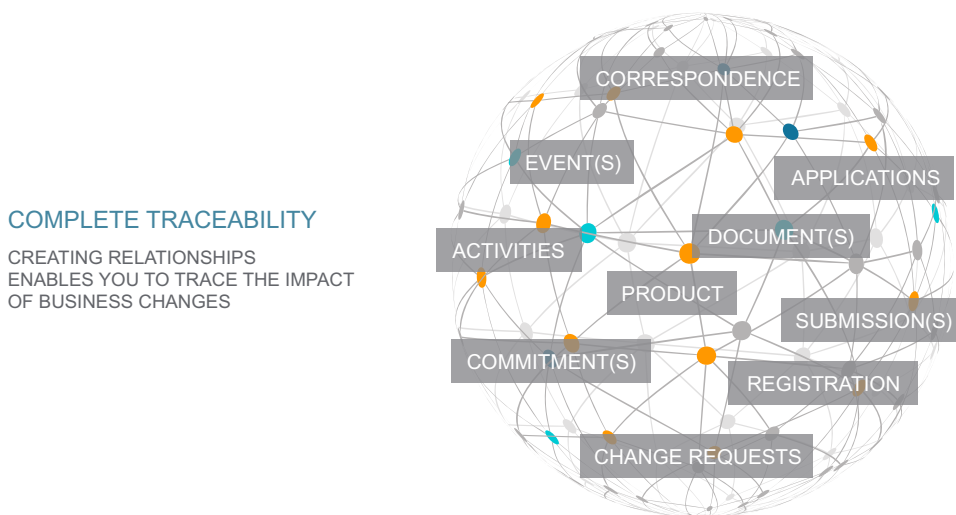 COMPLETE TRACEABILITY
CREATING RELATIONSHIPS
ENABLES YOU TO TRACE THE IMPACT
OF BUSINESS CHANGES
CORRESPONDENCE
EVENT(S)
APPLICATIONS
ACTIVITIES
DOCUMENT(S)
PRODUCT
SUBMISSION(S)
COMMITMENT(S)
REGISTRATION
CHANGE REQUESTS